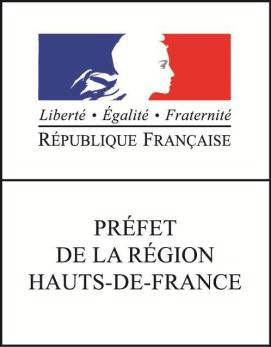 Liberté • Égalité • Fraternité
RÉPUBLIQUE FRANÇAISE
PRÉFET
DE LA RÉGION
HAUTS-DE-FRANCE